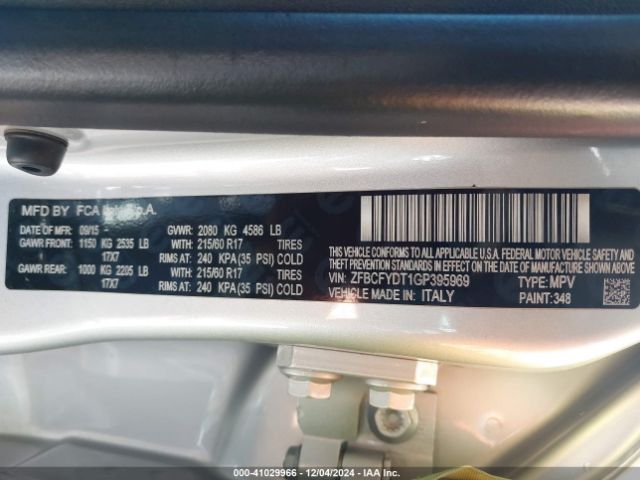 MFD BY FCA
DATE OF MFR: 09/15 GVWR: 2080 KG 4586 LB
GAWR FRONT: 1150 KG 2535 LB WITH: 215/60 R17 TIRES
17X7 RIMS AT: 240 KPA (35 PSI) COLD
GAWR REAR: 1000 KG 2205 LB WITH: 215/60 R17 TIRES
17X7 RIMS AT: 240 KPA (35 PSI) COLD
THIS VEHICLE CONFORMS TO ALL APPLICABLE U.S. FEDERAL MOTOR VEHICLE SAFETY AND
THEFT PREVENTION STANDARDS IN EFFECT ON THE DATE OF MANUFACTURE SHOWN ABOVE
VIN: ZFBCFYDT1GP395969 TYPE: MPV
VEHICLE MADE IN: ITALY PAINT: 348
000-41029966 - 12/04/2024 - IAA Inc.